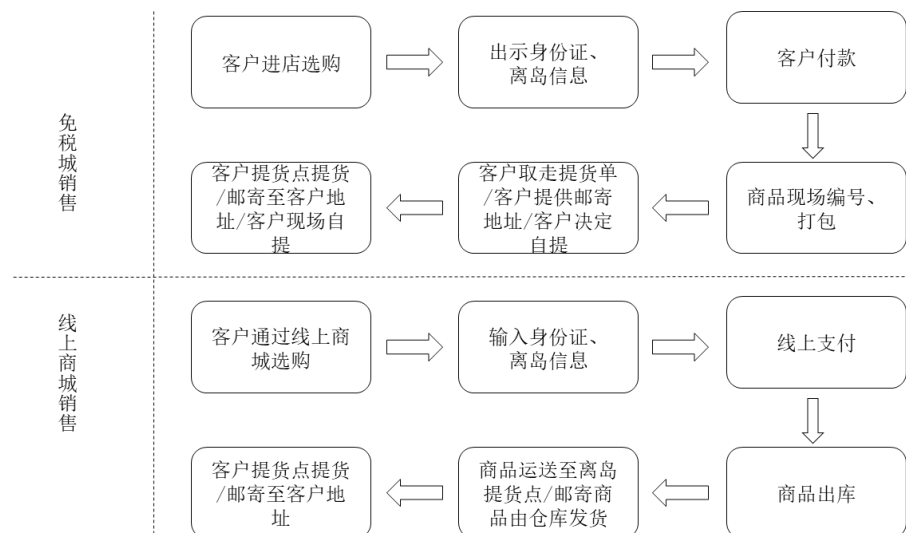 免税城销售
客户进店选购
出示身份证、
离岛信息
客户付款
商品现场编号、
打包
客户取走提货单
/客户提供邮寄
地址/客户决定
自提
客户提货点提货
/邮寄至客户地
址/客户现场自
提
线上商城销售
客户通过线上商
城选购
输入身份证、
离岛信息
线上支付
商品出库
商品运送至离岛
提货点/邮寄商
品由仓库发货
客户提货点提货
/邮寄至客户地
址